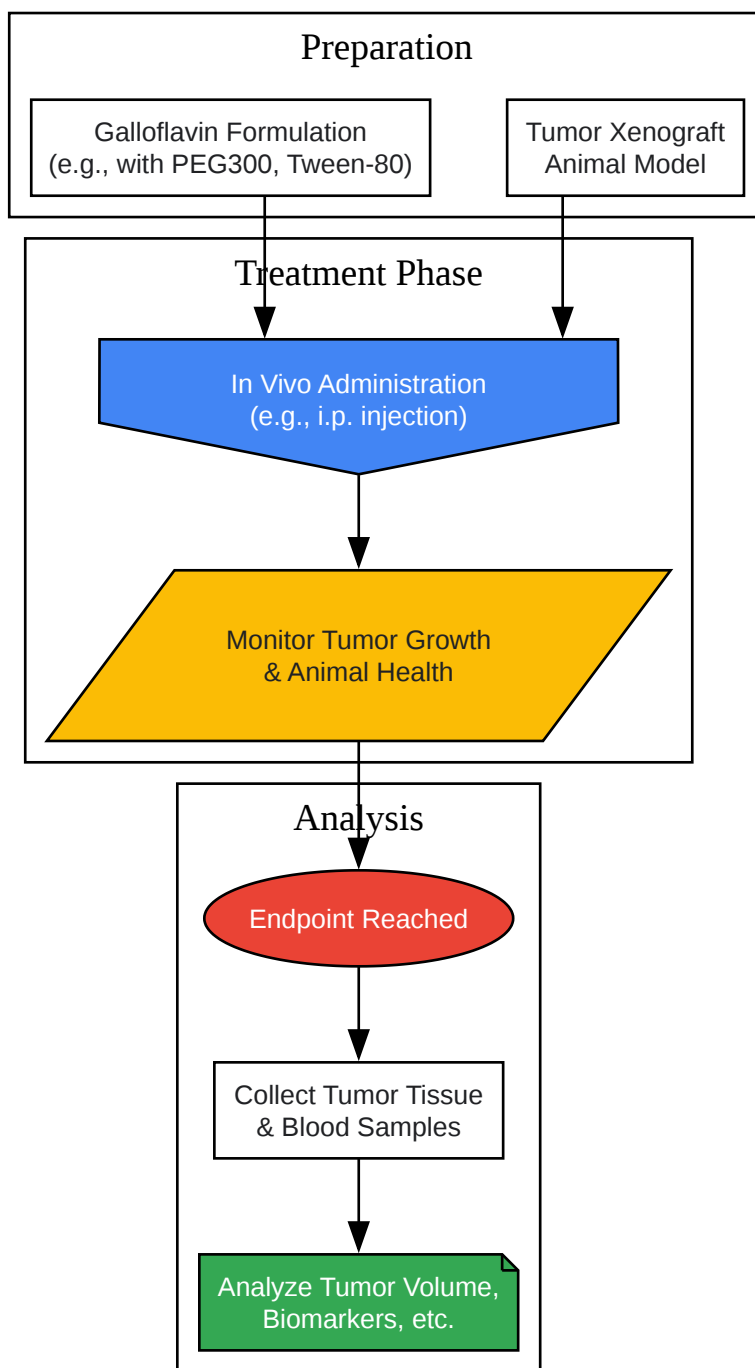 Preparation
Galloflavin Formulation
(e.g., with PEG300, Tween-80)
Tumor Xenograft
Animal Model
Treatment Phase
In Vivo Administration
(e.g., i.p. injection)
Monitor Tumor Growth
& Animal Health
Analysis
Endpoint Reached
Collect Tumor Tissue
& Blood Samples
Analyze Tumor Volume,
Biomarkers, etc.